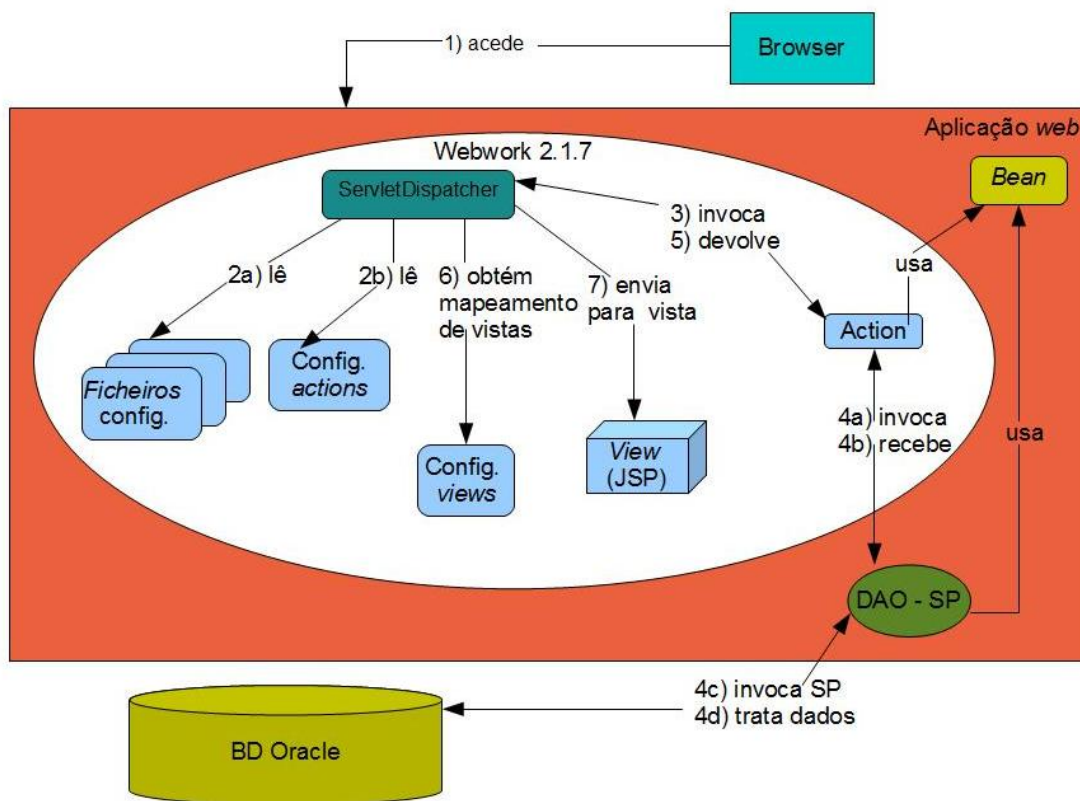 1) acede
Browser
Aplicação web
Webwork 2.1.7
ServletDispatcher
Bean
3) invoca
5) devolve
usa
2a) lê
2b) lê
6) obtém
mapeamento
de vistas
7) envia
para vista
Action
Ficheiros
config.
Config.
actions
4a) invoca
4b) recebe
usa
Config.
views
View
(JSP)
DAO - SP
4c) invoca SP
4d) trata dados
BD Oracle